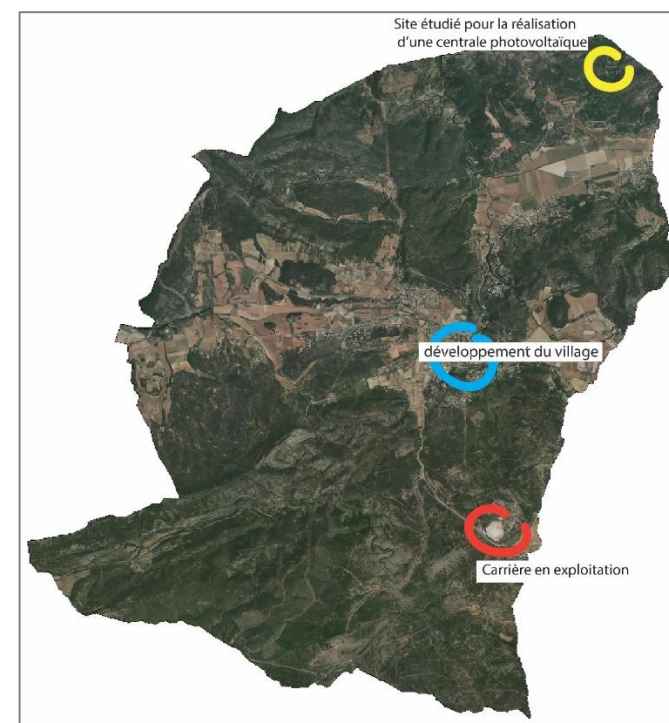 Site étudié pour la réalisation
d'une centrale photovoltaïque
développement du village
Carrière en exploitation